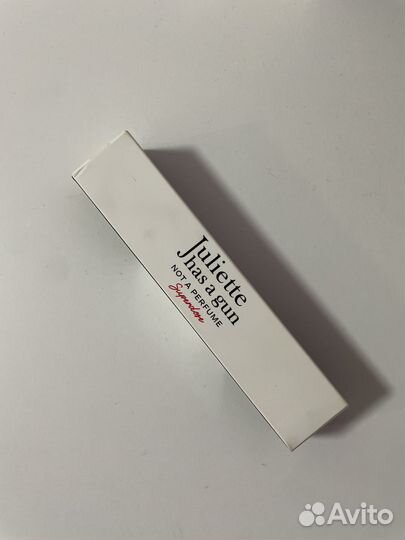 Juliette
has a gun
NOT A PERFUME
Superdose
Avito